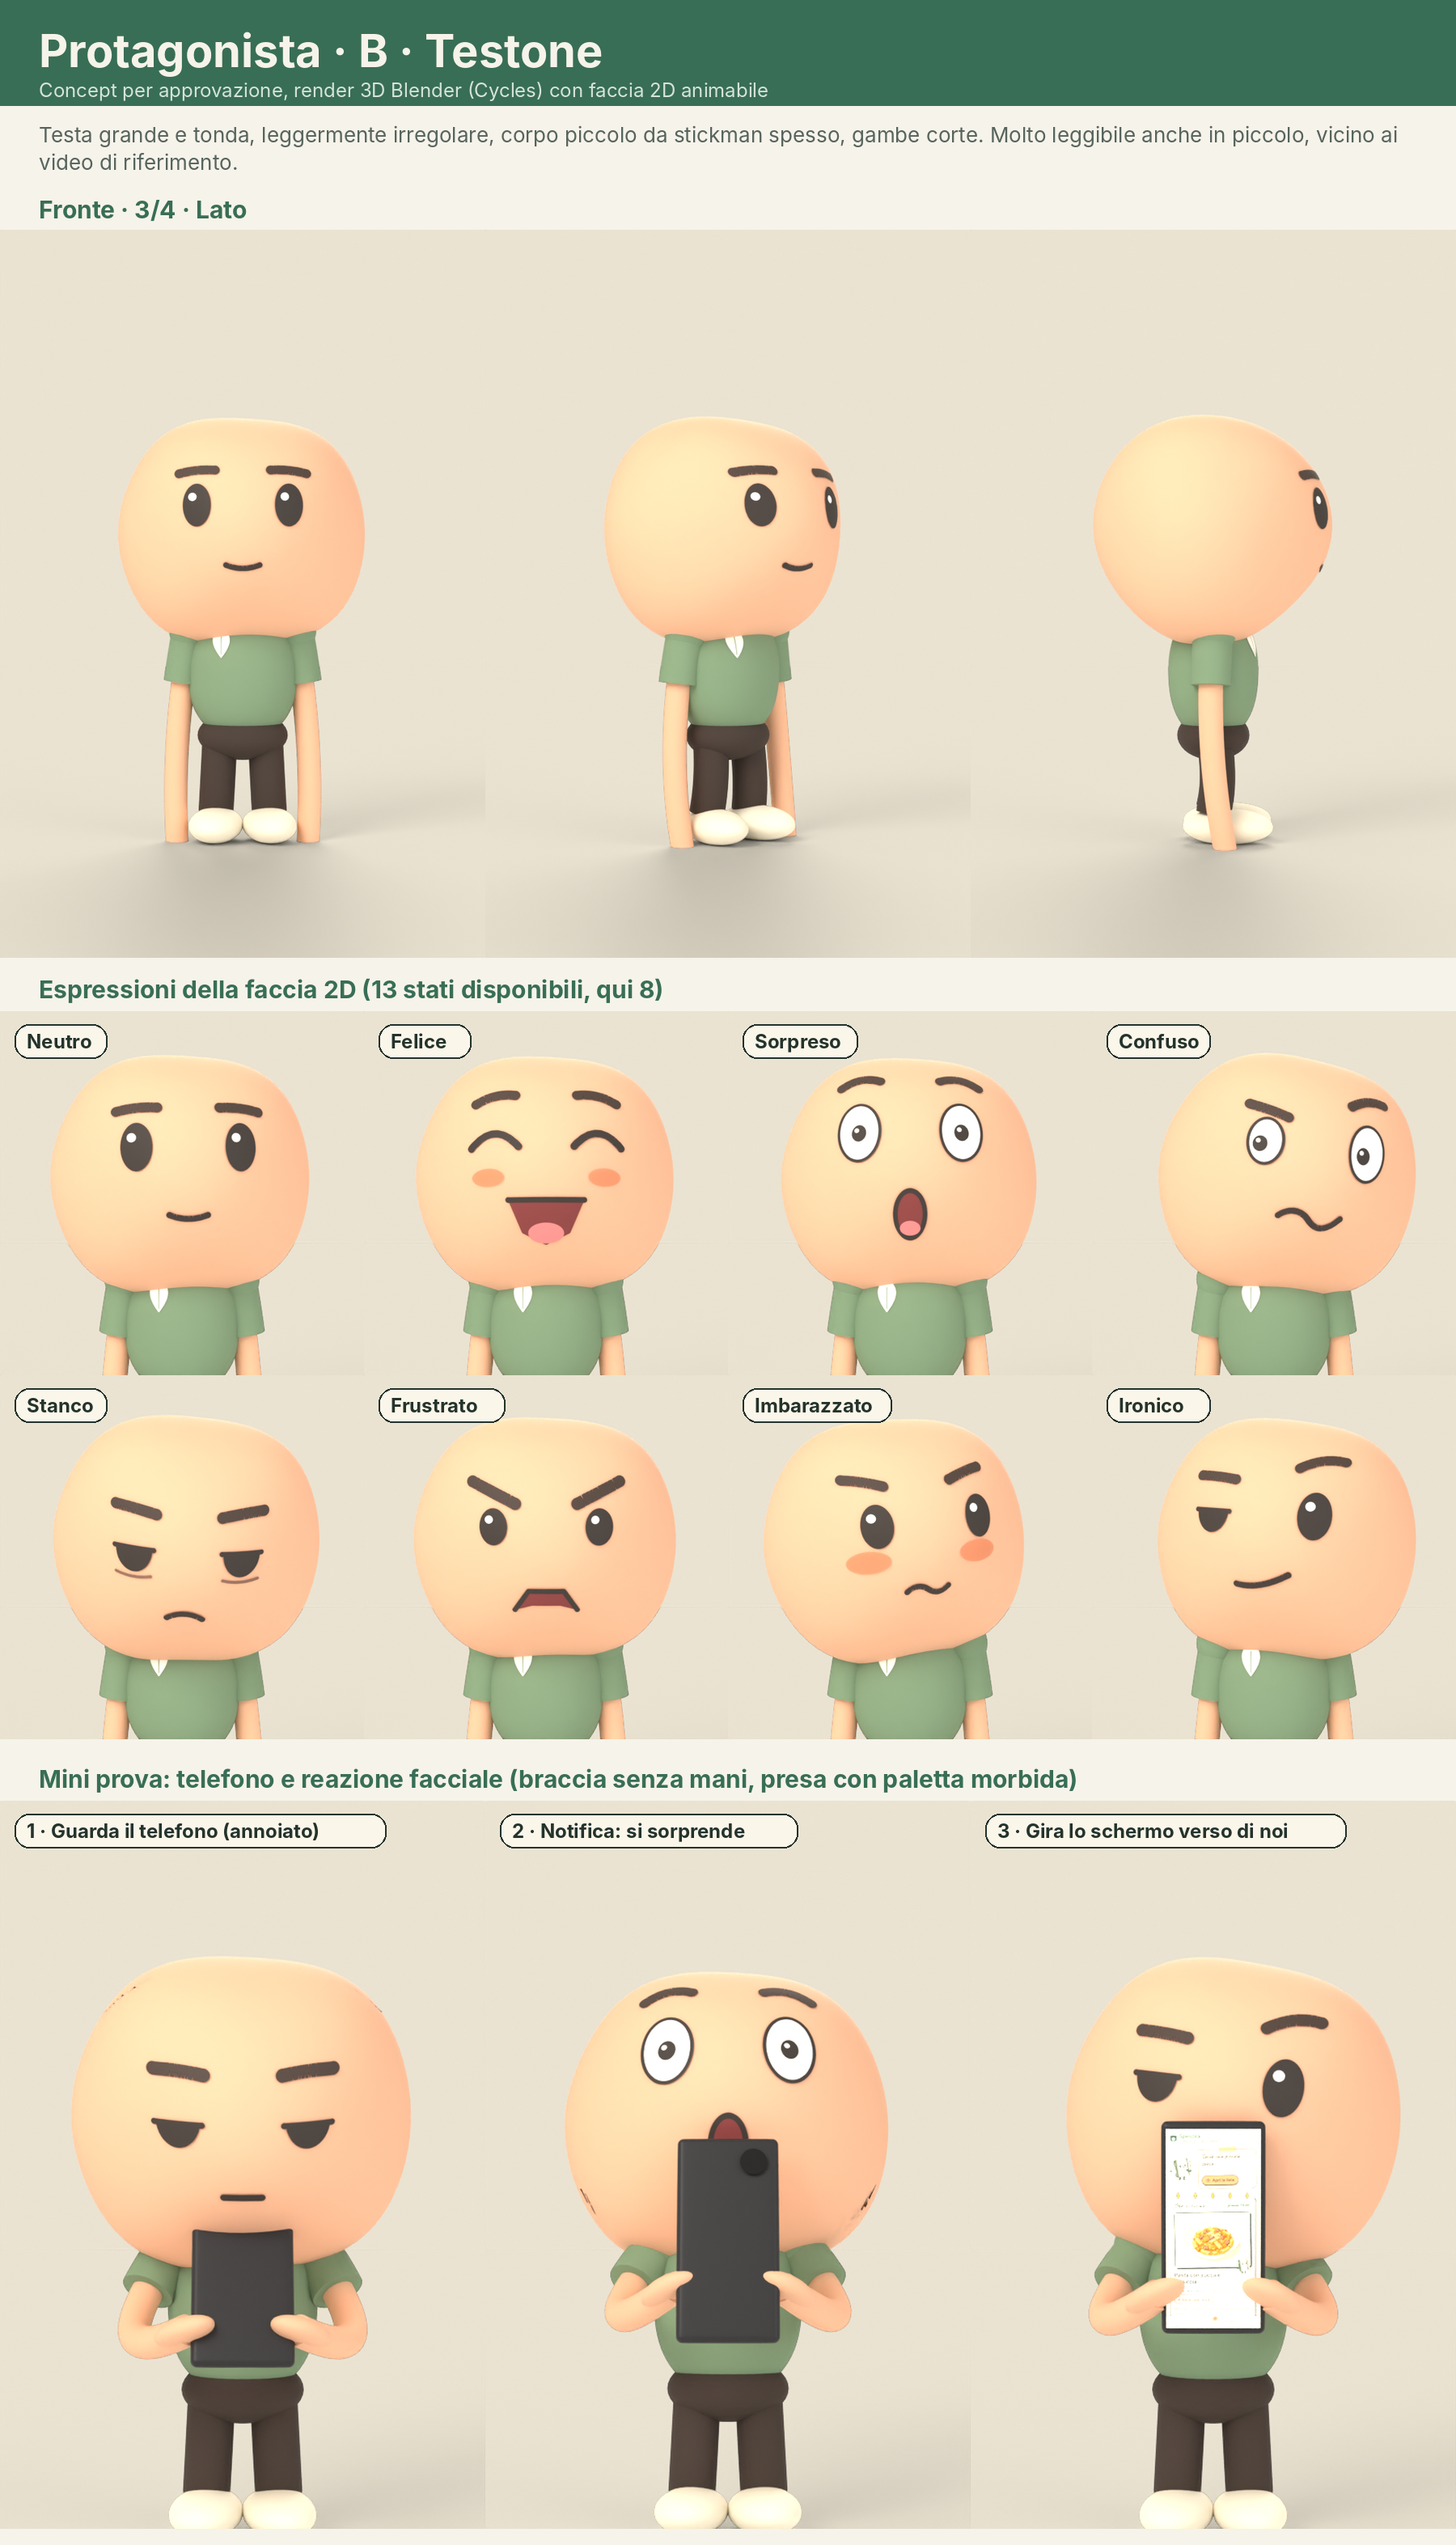 Protagonista · B · Testone
Concept per approvazione, render 3D Blender (Cycles) con faccia 2D animabile
Testa grande e tonda, leggermente irregolare, corpo piccolo da stickman spesso, gambe corte. Molto leggibile anche in piccolo, vicino ai
video di riferimento.
Fronte · 3/4 · Lato
Espressioni della faccia 2D (13 stati disponibili, qui 8)
Neutro
Felice
Sorpreso
Confuso
Stanco
Frustrato
Imbarazzato
Ironico
Mini prova: telefono e reazione facciale (braccia senza mani, presa con paletta morbida)
1 · Guarda il telefono (annoiato)
2 · Notifica: si sorprende
3 · Gira lo schermo verso di noi